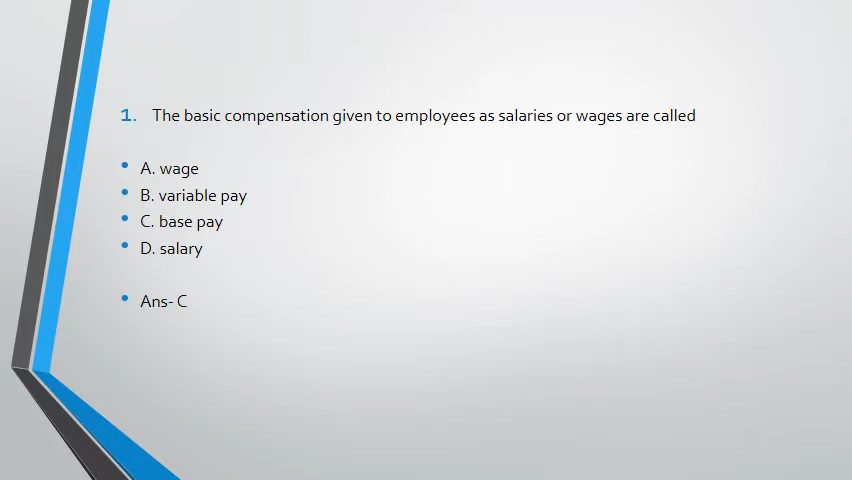 1. The basic compensation given to employees as salaries or wages are called
• A. wage
• B. variable pay
• C. base pay
• D. salary
• Ans- C